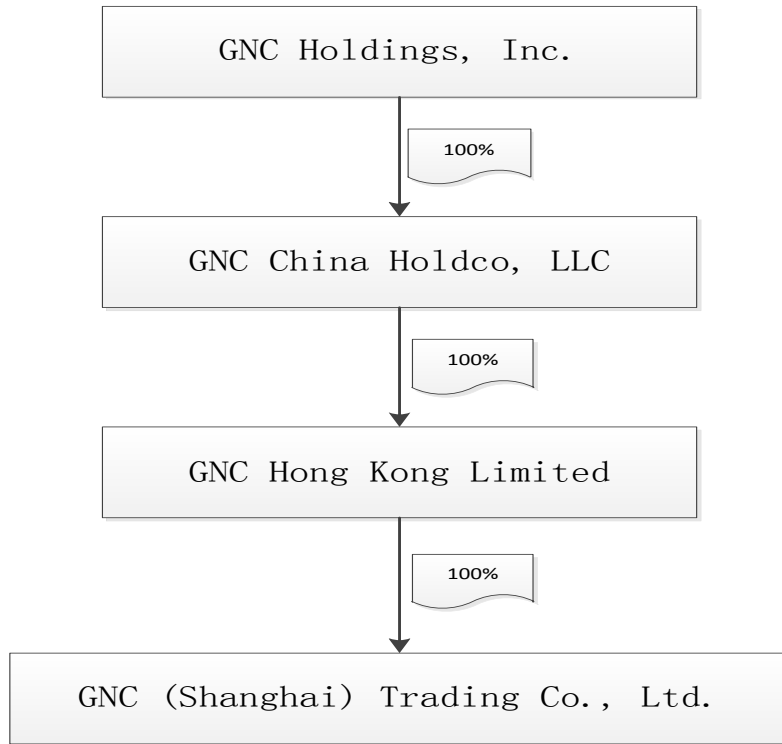 GNC Holdings, Inc.
100%
GNC China Holdco, LLC
100%
GNC Hong Kong Limited
100%
GNC (Shanghai) Trading Co., Ltd.